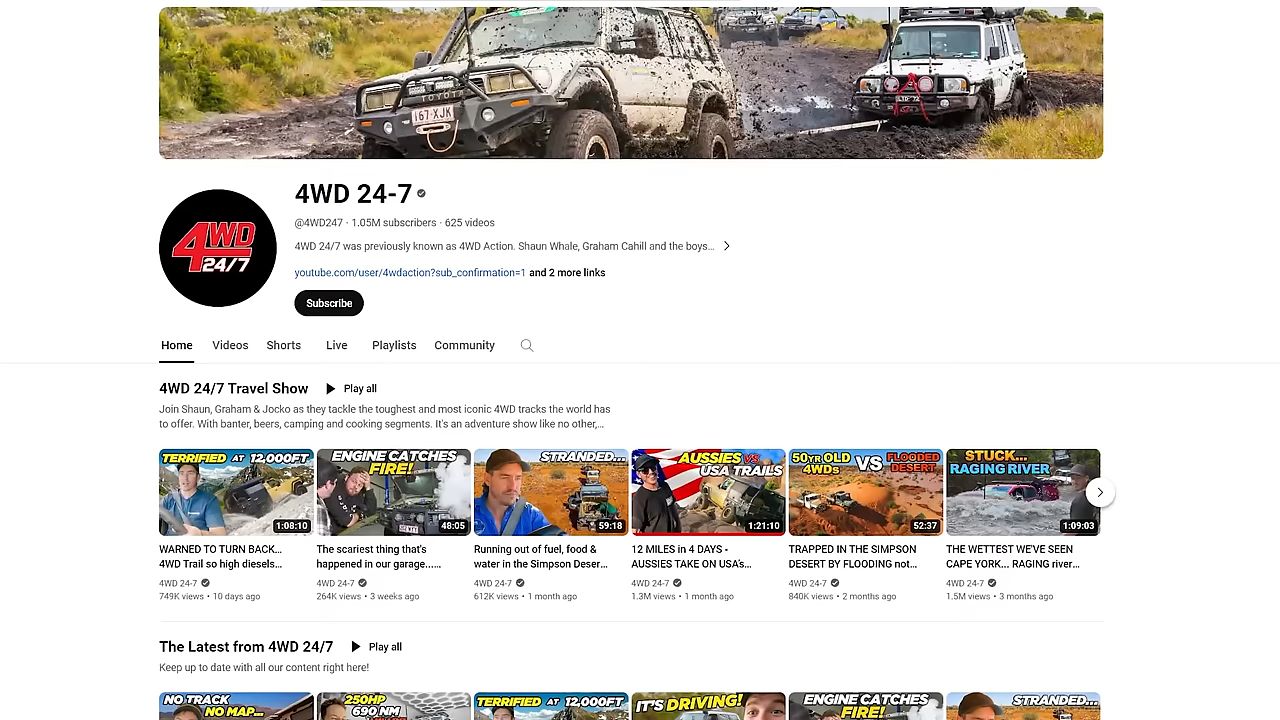 TOYOTA
167·XJK
4WD 24-7
@4WD247 · 1.05M subscribers · 625 videos
4WD 24/7 was previously known as 4WD Action. Shaun Whale, Graham Cahill and the boys...
youtube.com/user/4wdaction?sub_confirmation=1 and 2 more links
Subscribe
4WD
24/7
Home Videos Shorts Live Playlists Community
4WD 24/7 Travel Show Play all
Join Shaun, Graham & Jocko as they tackle the toughest and most iconic 4WD tracks the world has
to offer. With banter, beers, camping and cooking segments. It's an adventure show like no other,...
TERRIFIED AT 12,000FT
1:08:10
ENGINE CATCHES
FIRE!
48:05
STRANDED...
59:18
AUSSIES VS
USA TRAILS
1:21:10
50YR OLD
4WDs VS FLOODED
DESERT
52:37
STUCK...
RAGING RIVER
1:09:03
WARNED TO TURN BACK...
4WD Trail so high diesels...
4WD 24-7
749K views • 10 days ago
The scariest thing that's
happened in our garage......
4WD 24-7
264K views • 3 weeks ago
Running out of fuel, food &
water in the Simpson Deser...
4WD 24-7
612K views • 1 month ago
12 MILES in 4 DAYS -
AUSSIES TAKE ON USA's...
4WD 24-7
1.3M views • 1 month ago
TRAPPED IN THE SIMPSON
DESERT BY FLOODING not...
4WD 24-7
840K views • 2 months ago
THE WETTEST WE'VE SEEN
CAPE YORK... RAGING river...
4WD 24-7
1.5M views • 3 months ago
The Latest from 4WD 24/7 Play all
Keep up to date with all our content right here!
NO TRACK
NO MAP...
250HP
690 NM
TERRIFIED AT 12,000FT
IT'S DRIVING!
ENGINE CATCHES
FIRE!
STRANDED...